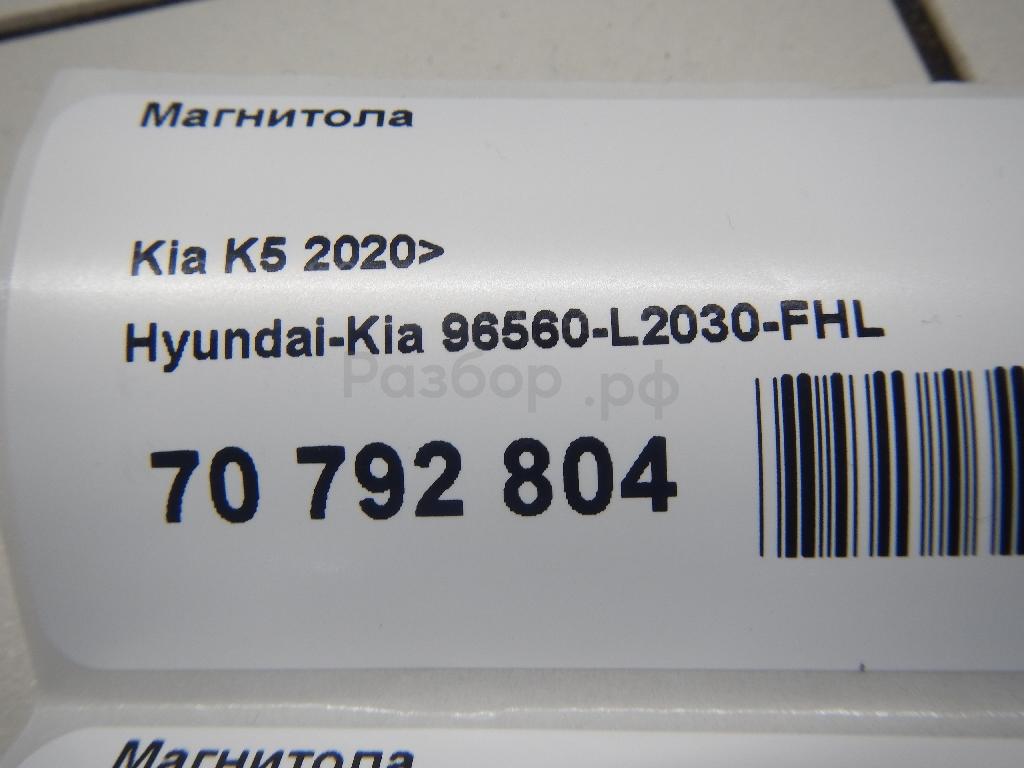 Магнитола
Kia K5 2020>
Hyundai-Kia 96560-L2030-FHL
Разбор.рф
70 792 804
Магнитола